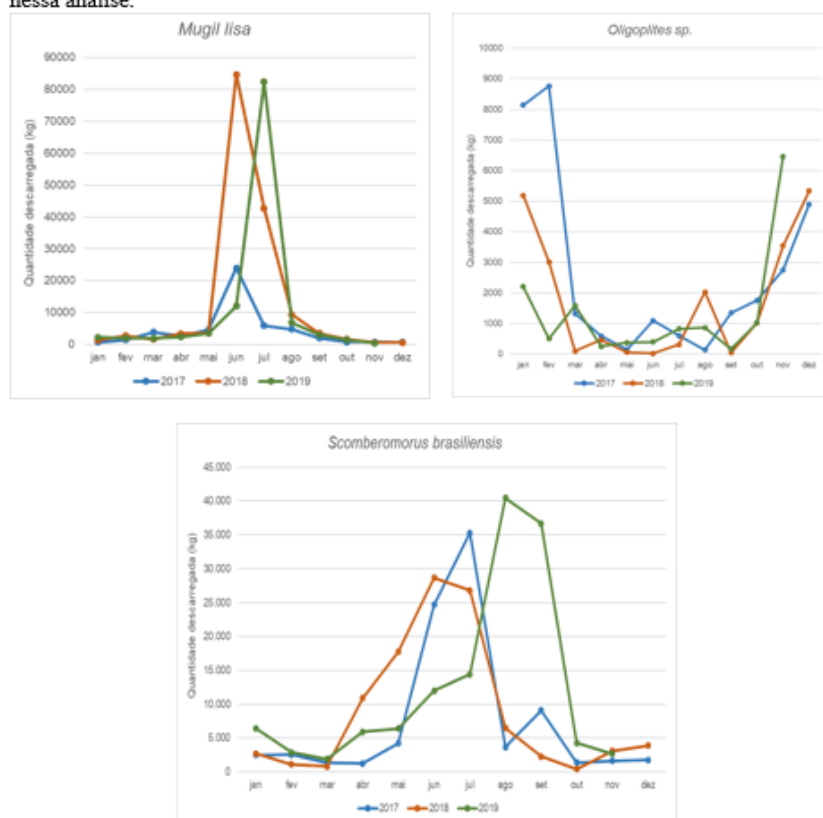 nessa análise.
Mugil lisa
Quantidade descarregada (kg)
90000
80000
70000
60000
50000
40000
30000
20000
10000
0
jan fev mar abr mai jun jul ago set out nov dez
2017 2018 2019
Oligoplites sp.
Quantidade descarregada (kg)
10000
9000
8000
7000
6000
5000
4000
3000
2000
1000
0
jan fev mar abr mai jun jul ago set out nov dez
2017 2018 2019
Scomberomorus brasiliensis
Quantidade descarregada (kg)
45.000
40.000
35.000
30.000
25.000
20.000
15.000
10.000
5.000
0
jan fev mar abr mai jun jul ago set out nov dez
2017 2018 2019